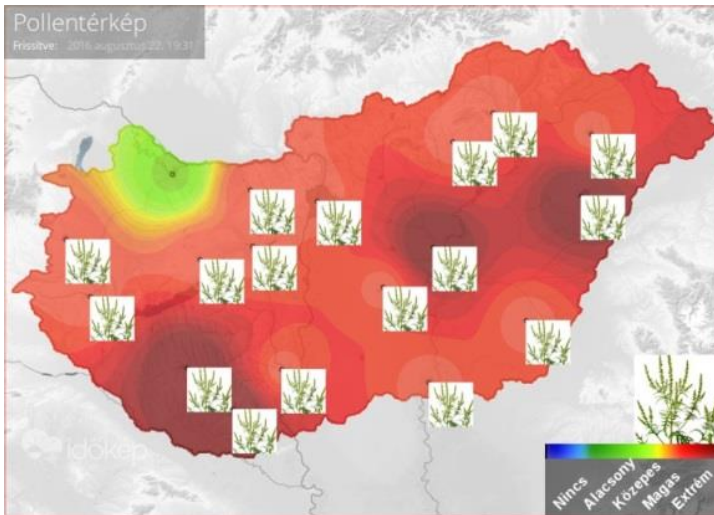 Pollentérkép
Frissítve: 2016 augusztus 22. 19:31
időkép
Nincs
Alacsony
Közepes
Magas
Extrém